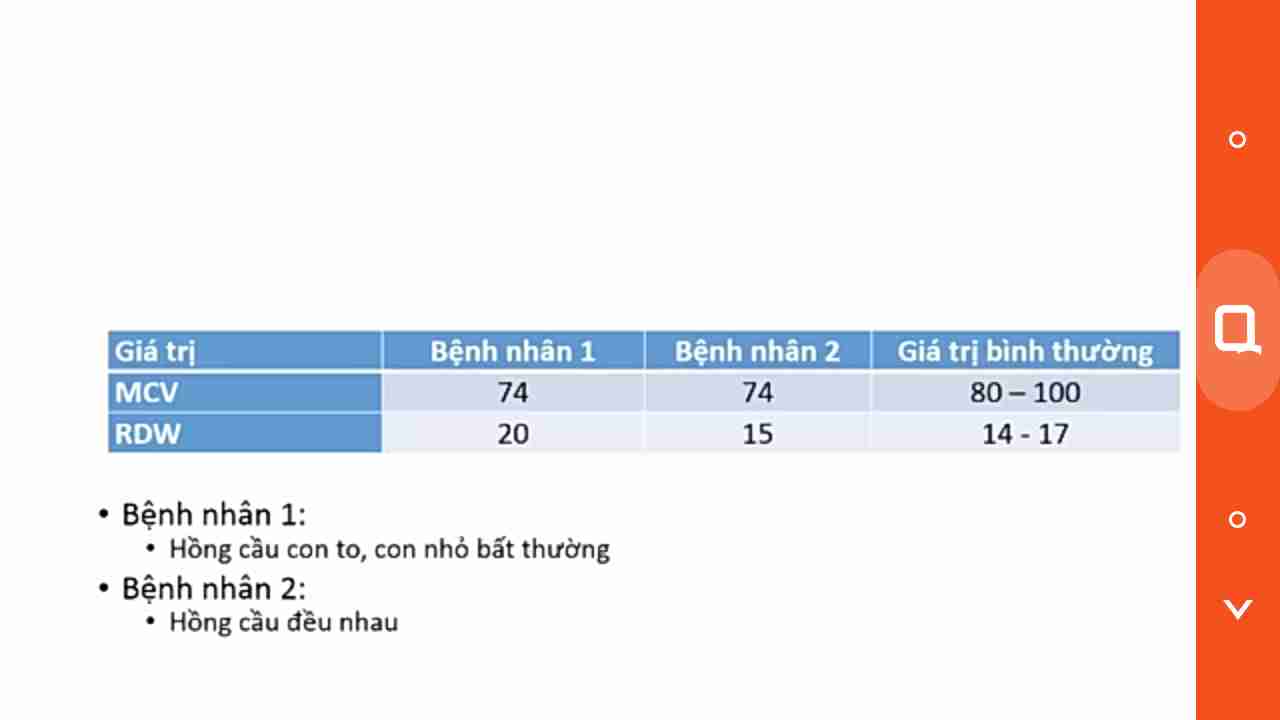 Giá trị Bệnh nhân 1 Bệnh nhân 2 Giá trị bình thường
MCV 74 74 80 – 100
RDW 20 15 14 - 17
• Bệnh nhân 1:
• Hồng cầu con to, con nhỏ bất thường
• Bệnh nhân 2:
• Hồng cầu đều nhau